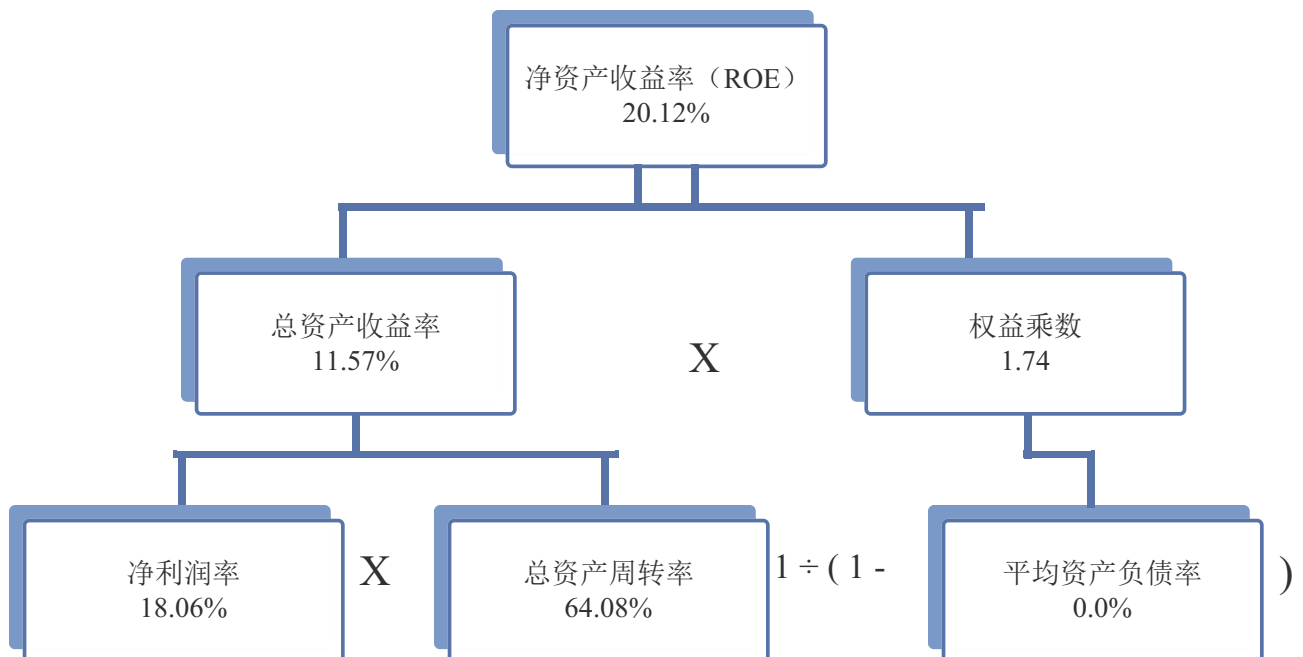 净资产收益率（ROE）
20.12%
总资产收益率
11.57%
X
权益乘数
1.74
净利润率
18.06%
X
总资产周转率
64.08%
1 ÷ ( 1 -
平均资产负债率
0.0%
)